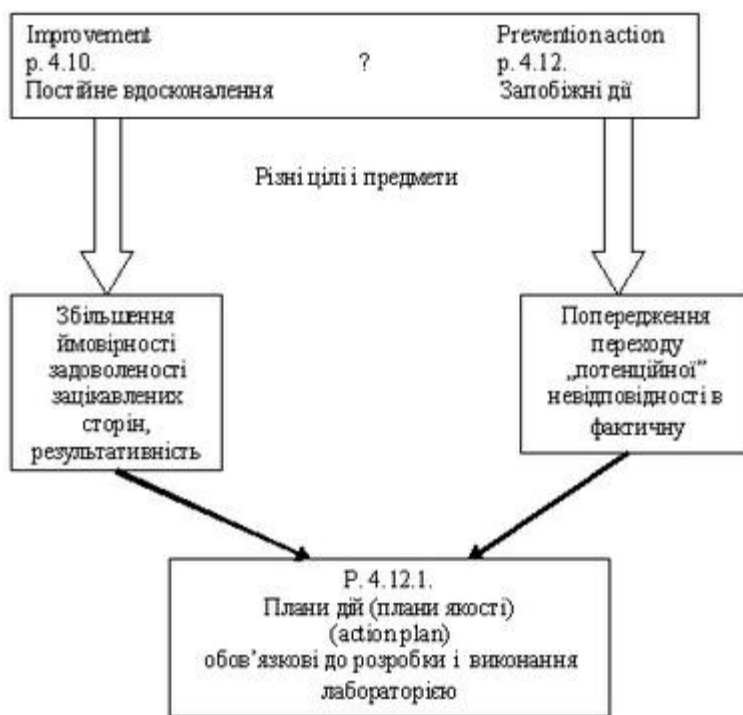 Improvement
p. 4.10.
Постійне вдосконалення
?
Prevention action
p. 4.12.
Запобіжні дії
Різні цілі і предмети
Збільшення
ймовірності
задоволеності
зацікавлених
сторін,
результативність
Попередження
переходу
„потенційної”
невідповідності в
фактичну
Р. 4.12.1.
Плани дій (плани якості)
(action plan)
обов’язкові до розробки і виконання
лабораторією